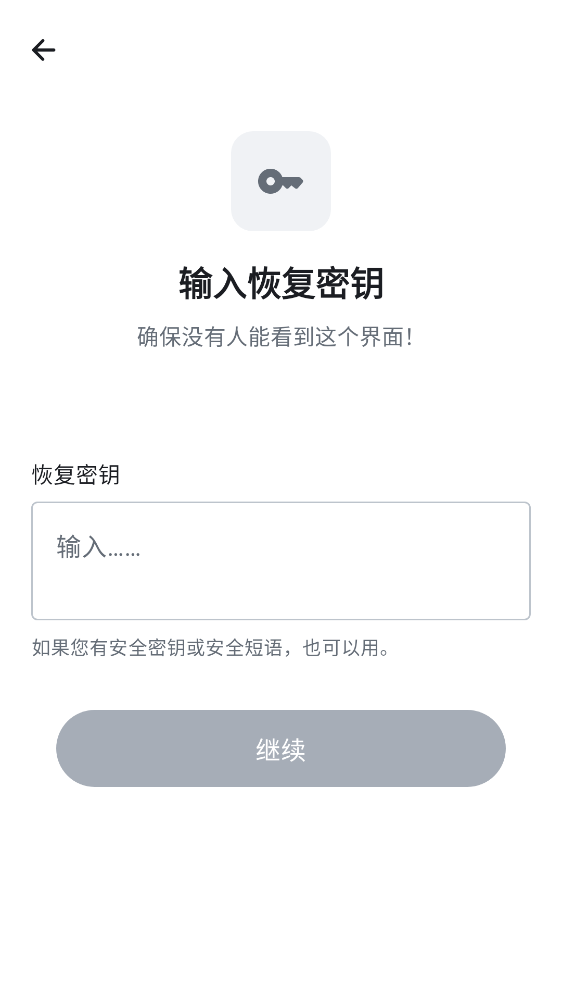 输入恢复密钥
确保没有人能看到这个界面！
恢复密钥
输入……
如果您有安全密钥或安全短语，也可以用。
继续